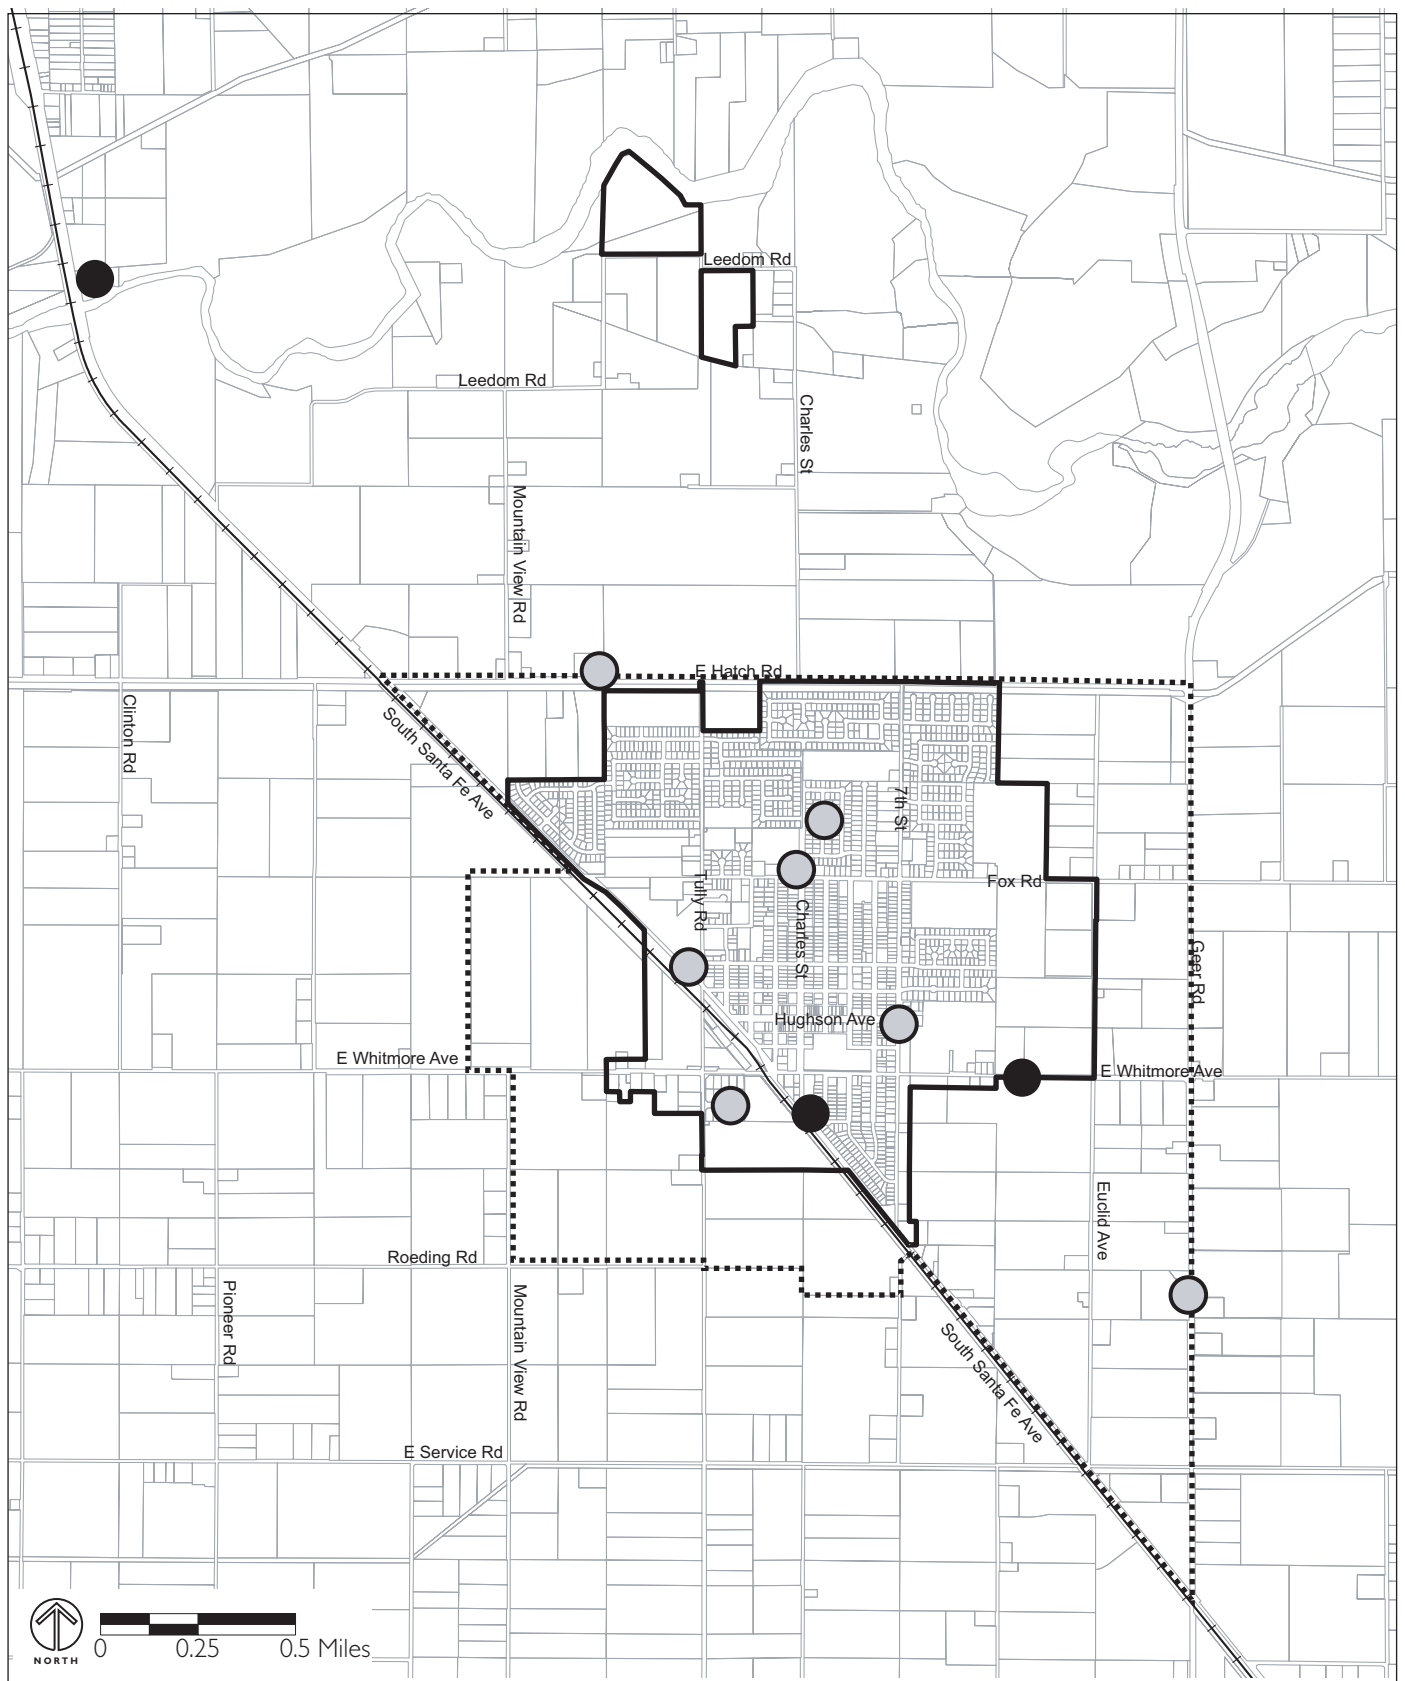 Leedom Rd
Leedom Rd
Charles St
Mountain View Rd
E Hatch Rd
Clinton Rd
South Santa Fe Ave
7th St
Tully Rd
Fox Rd
Charles St
Geer Rd
Hughson Ave
E Whitmore Ave
E Whitmore Ave
Euclid Ave
Roeding Rd
Pioneer Rd
Mountain View Rd
South Santa Fe Ave
E Service Rd
NORTH
0 0.25 0.5 Miles